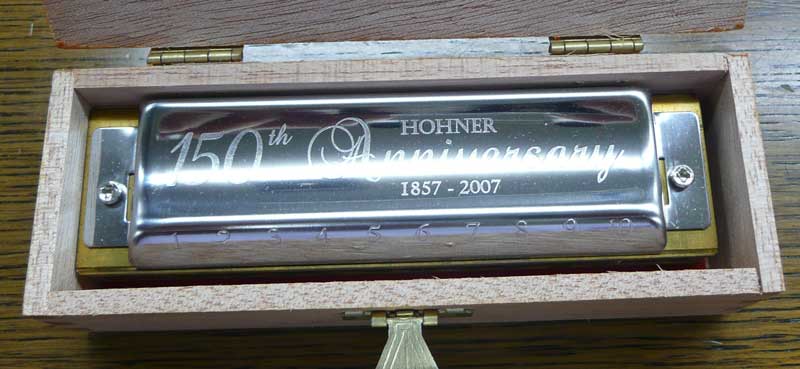 HOHNER
150th Anniversary
1857 - 2007
1 2 3 4 5 6 7 8 9 10